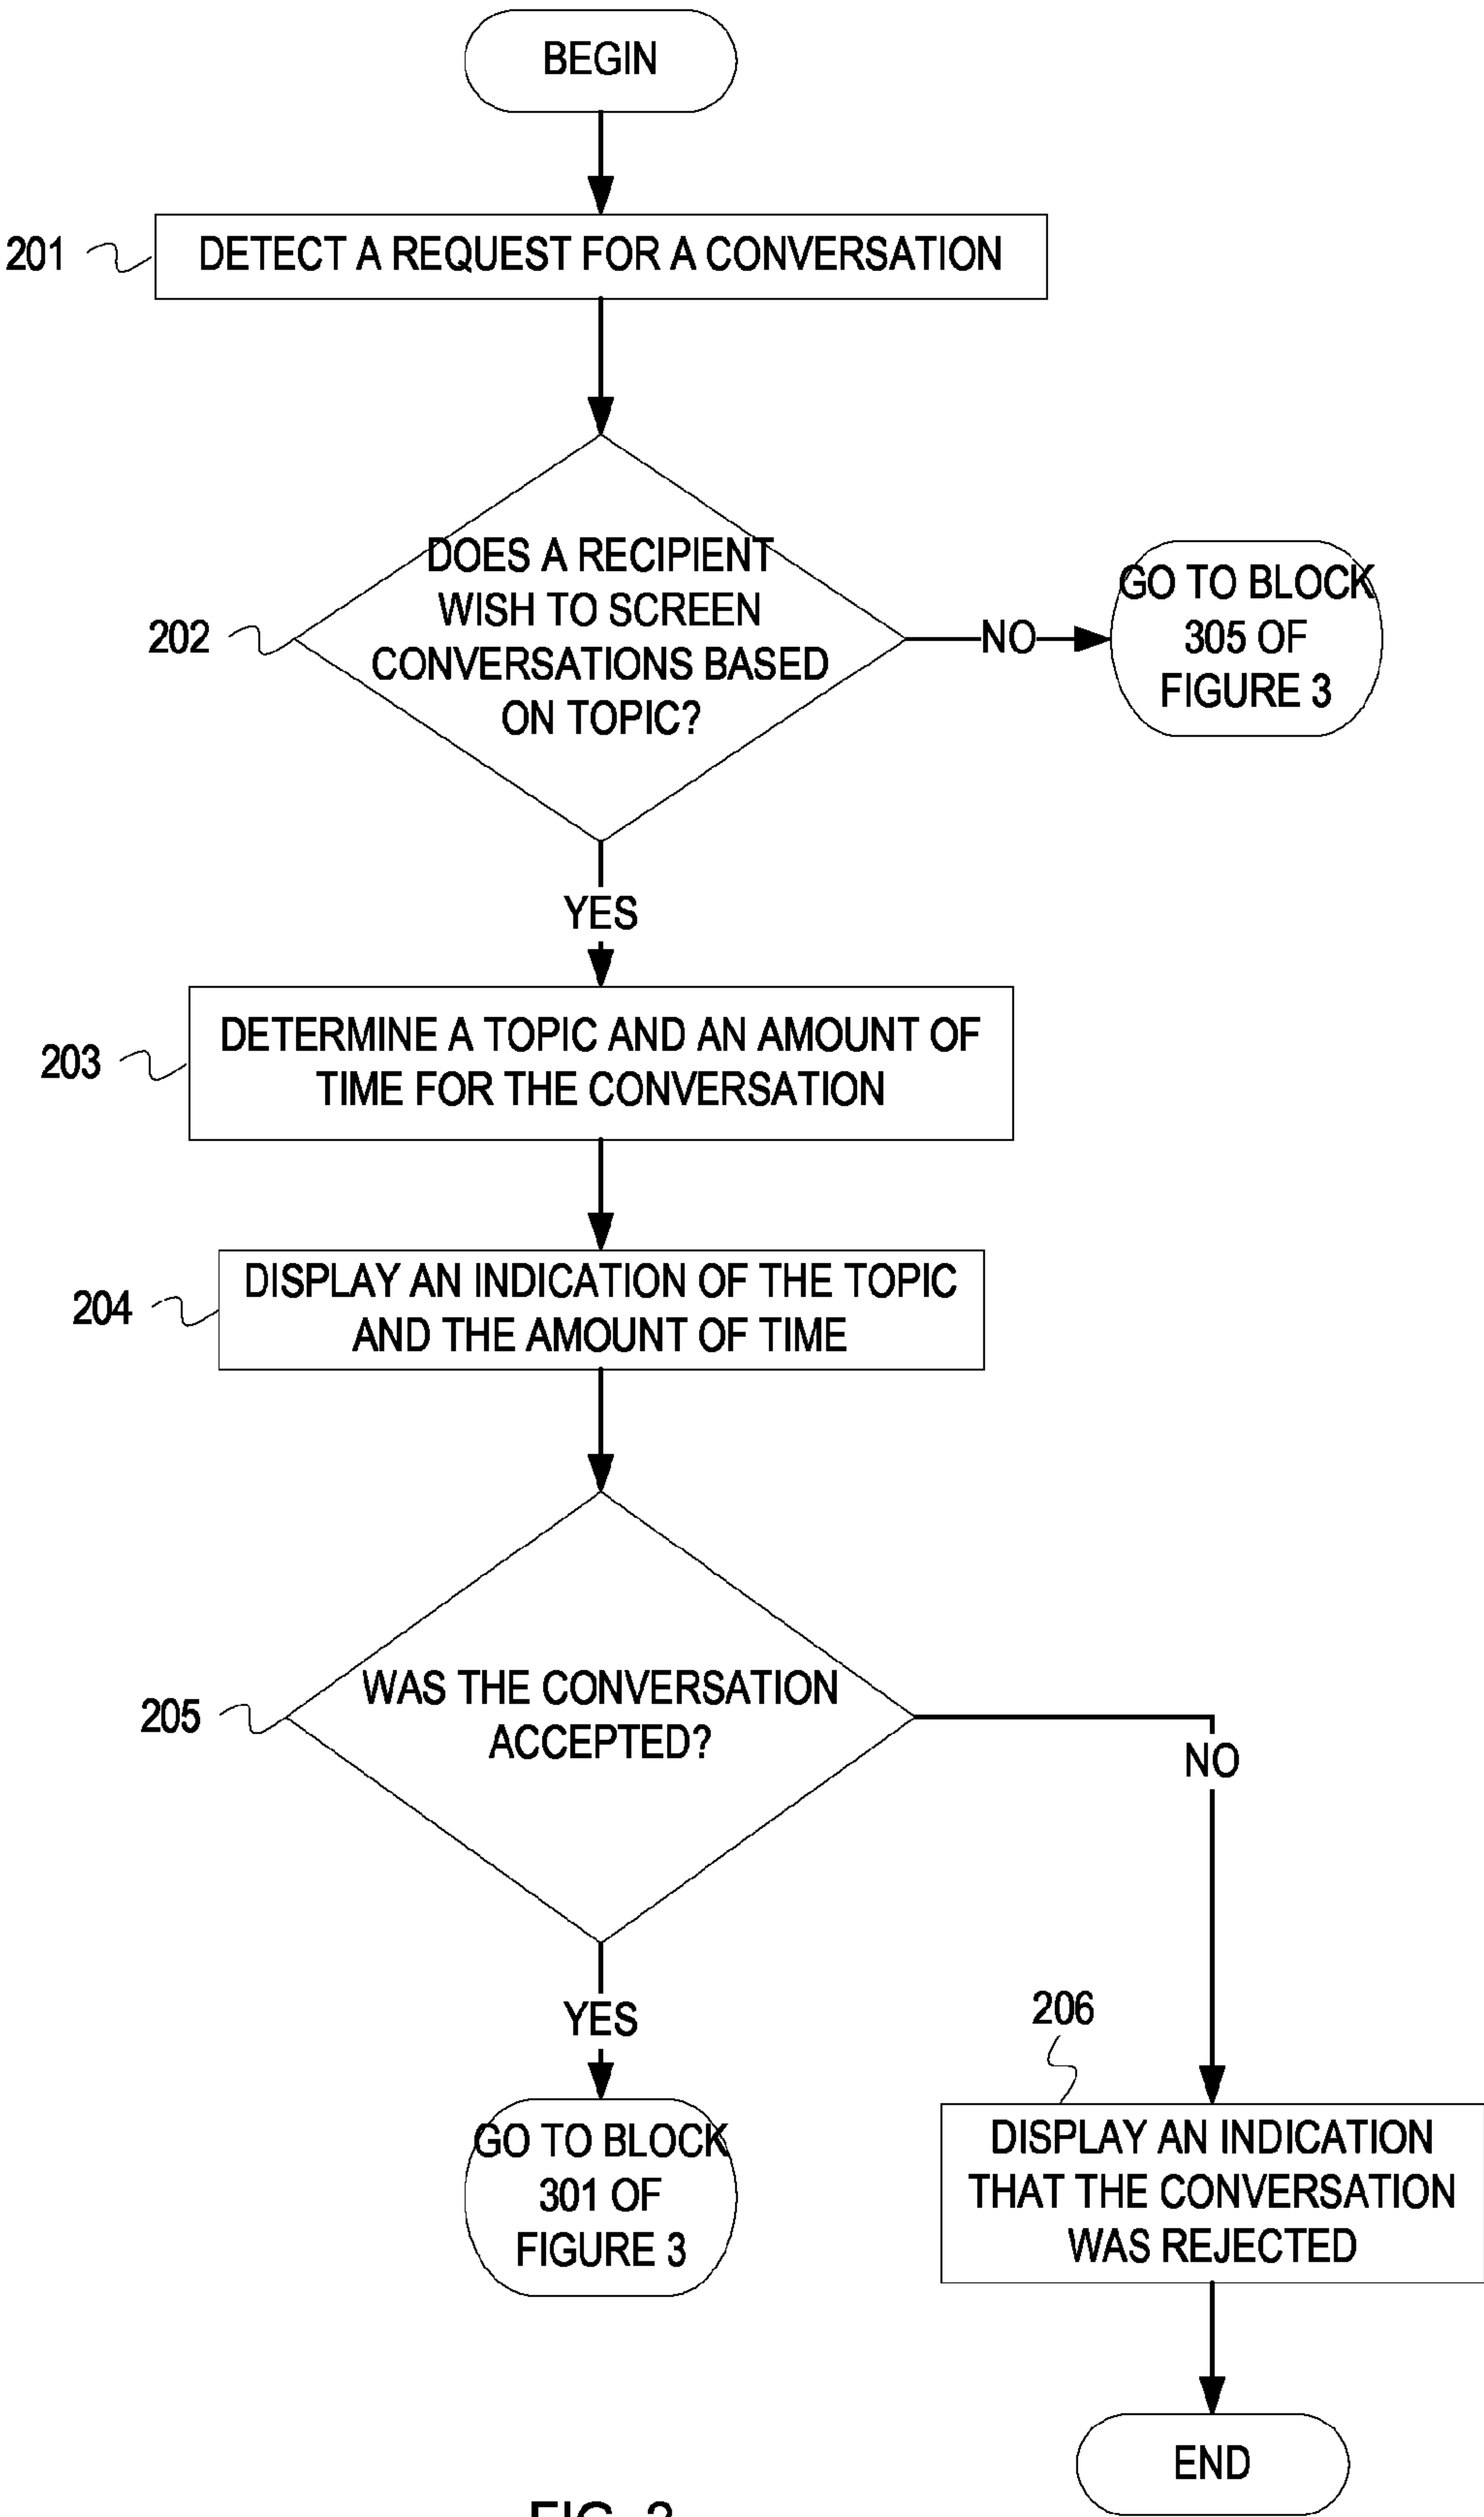 BEGIN
201
DETECT A REQUEST FOR A CONVERSATION
DOES A RECIPIENT
WISH TO SCREEN
CONVERSATIONS BASED
ON TOPIC?
202
NO
GO TO BLOCK
305 OF
FIGURE 3
YES
203
DETERMINE A TOPIC AND AN AMOUNT OF
TIME FOR THE CONVERSATION
204
DISPLAY AN INDICATION OF THE TOPIC
AND THE AMOUNT OF TIME
205
WAS THE CONVERSATION
ACCEPTED?
NO
YES
206
GO TO BLOCK
301 OF
FIGURE 3
DISPLAY AN INDICATION
THAT THE CONVERSATION
WAS REJECTED
END
FIG.